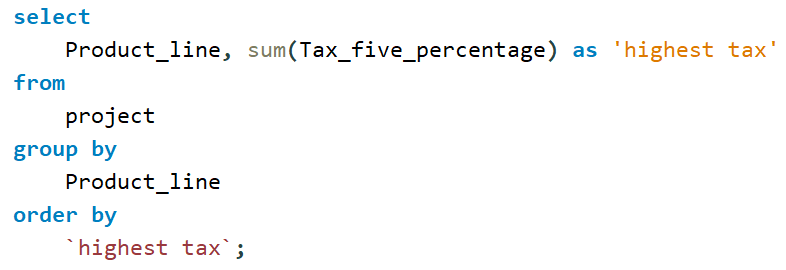 select
    Product_line, sum(Tax_five_percentage) as 'highest tax'
from
    project
group by
    Product_line
order by
    `highest tax`;